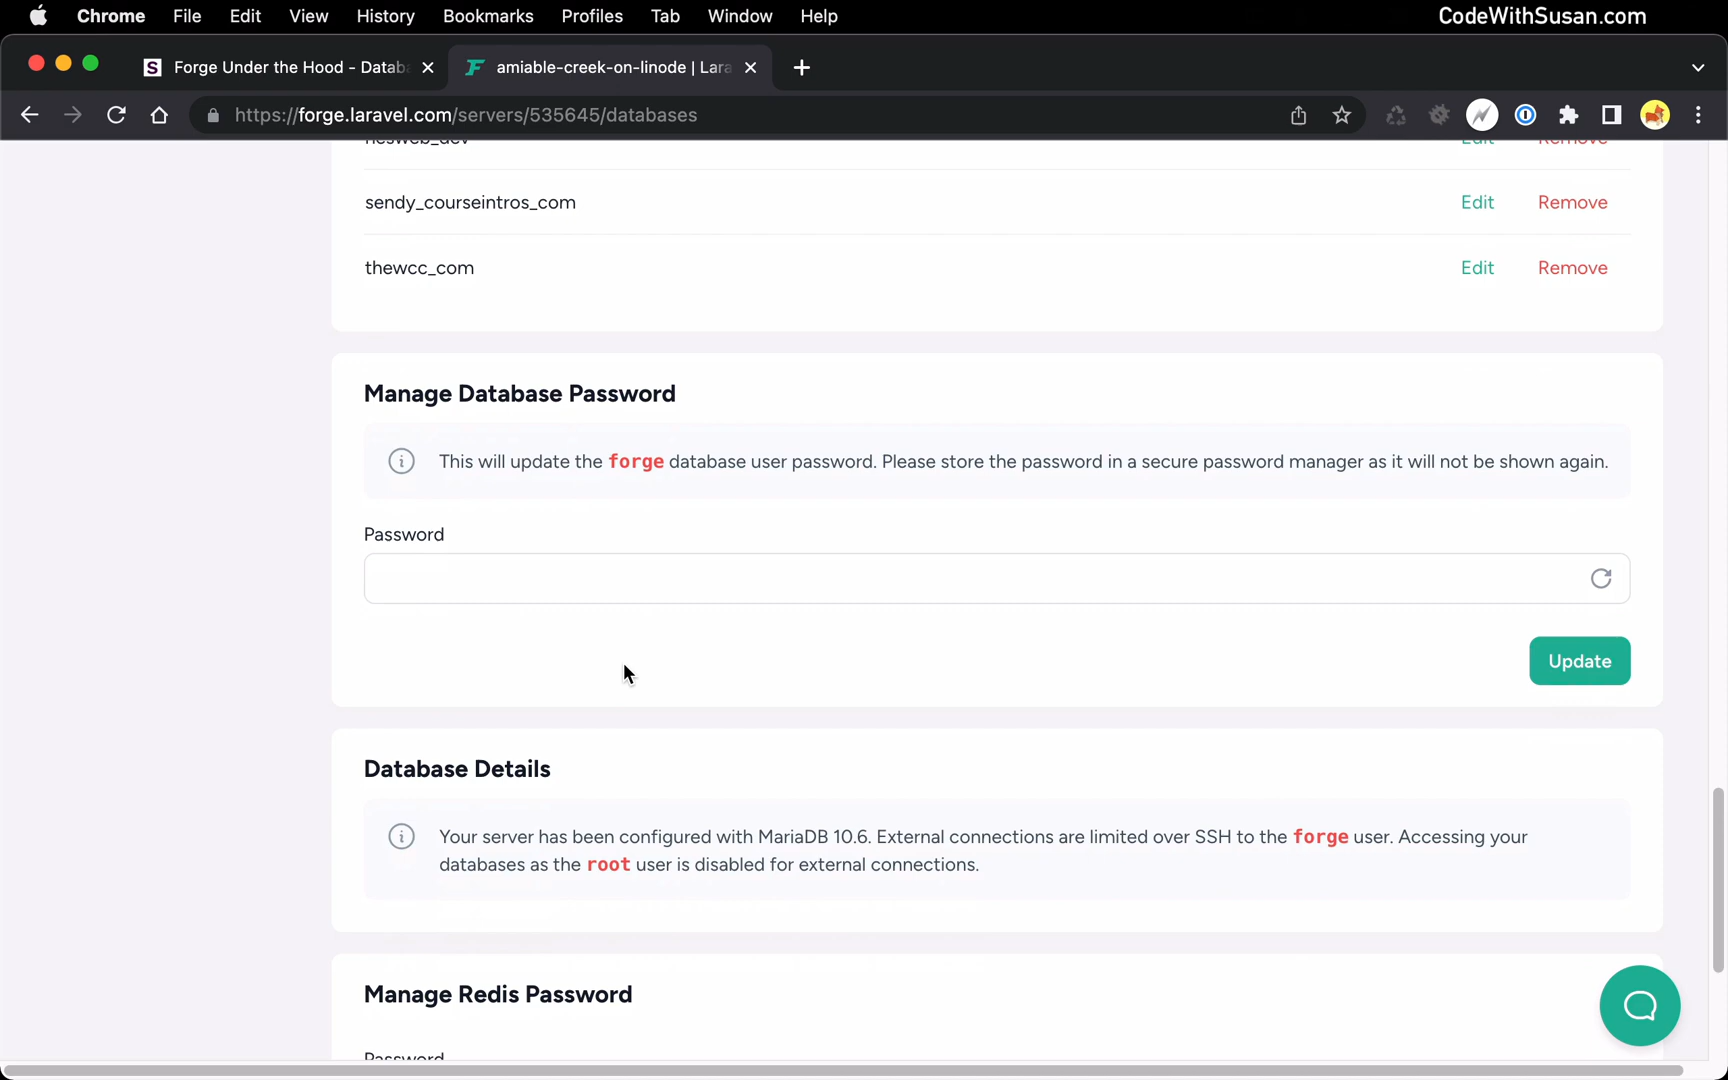 Chrome File Edit View History Bookmarks Profiles Tab Window Help CodeWithSusan.com
S Forge Under the Hood - Datab amiable-creek-on-linode | Lara
https://forge.laravel.com/servers/535645/databases
Edit Remove
sendy_courseintros_com Edit Remove
thewcc_com Edit Remove
Manage Database Password
This will update the forge database user password. Please store the password in a secure password manager as it will not be shown again.
Password
Update
Database Details
Your server has been configured with MariaDB 10.6. External connections are limited over SSH to the forge user. Accessing your
databases as the root user is disabled for external connections.
Manage Redis Password
Password